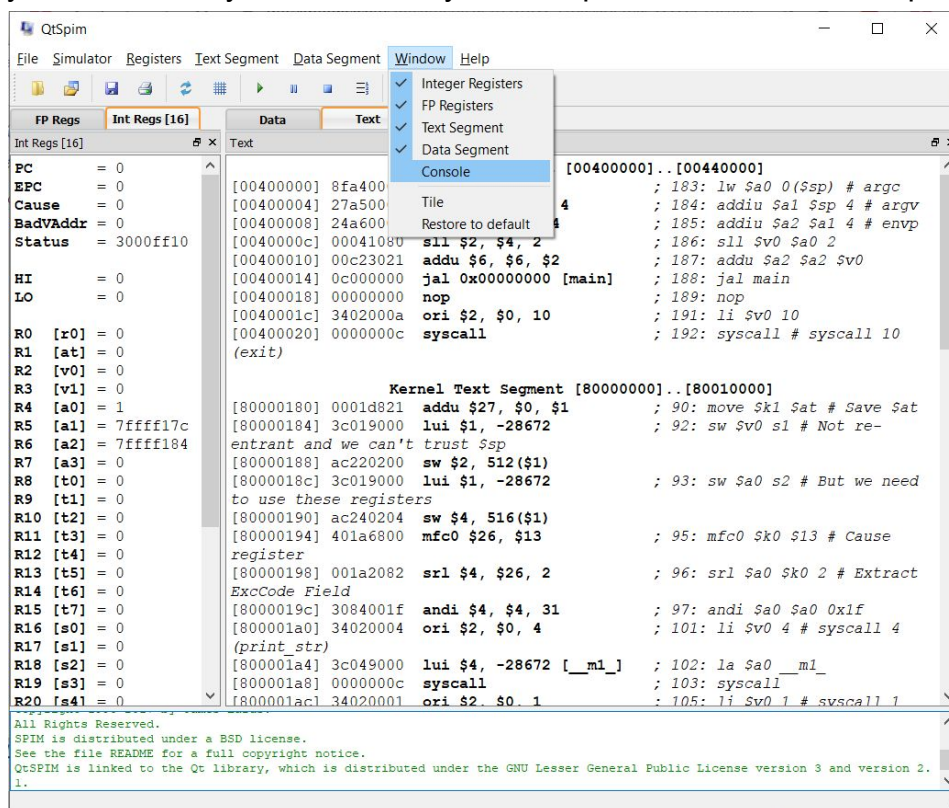 QtSpim
File Simulator Registers Text Segment Data Segment Window Help
FP Regs Int Regs [16] Data Text
Int Regs [16] Text
Integer Registers
FP Registers
Text Segment
Data Segment
Console
Tile
Restore to default
PC = 0
EPC = 0
Cause = 0
BadVAddr = 0
Status = 3000ff10
HI = 0
LO = 0
R0 [r0] = 0
R1 [at] = 0
R2 [v0] = 0
R3 [v1] = 0
R4 [a0] = 1
R5 [a1] = 7ffff17c
R6 [a2] = 7ffff184
R7 [a3] = 0
R8 [t0] = 0
R9 [t1] = 0
R10 [t2] = 0
R11 [t3] = 0
R12 [t4] = 0
R13 [t5] = 0
R14 [t6] = 0
R15 [t7] = 0
R16 [s0] = 0
R17 [s1] = 0
R18 [s2] = 0
R19 [s3] = 0
R20 [s4] = 0
[00400000]..[00440000]
[00400000] 8fa400 ; 183: lw $a0 0($sp) # argc
[00400004] 27a500 4 ; 184: addiu $a1 $sp 4 # argv
[00400008] 24a600 4 ; 185: addiu $a2 $a1 4 # envp
[0040000c] 00041080 sll $2, $4, 2 ; 186: sll $v0 $a0 2
[00400010] 00c23021 addu $6, $6, $2 ; 187: addu $a2 $a2 $v0
[00400014] 0c000000 jal 0x00000000 [main] ; 188: jal main
[00400018] 00000000 nop ; 189: nop
[0040001c] 3402000a ori $2, $0, 10 ; 191: li $v0 10
[00400020] 0000000c syscall ; 192: syscall # syscall 10
(exit)
Kernel Text Segment [80000000]..[80010000]
[80000180] 0001d821 addu $27, $0, $1 ; 90: move $k1 $at # Save $at
[80000184] 3c019000 lui $1, -28672 ; 92: sw $v0 s1 # Not re-
entrant and we can't trust $sp
[80000188] ac220200 sw $2, 512($1)
[8000018c] 3c019000 lui $1, -28672 ; 93: sw $a0 s2 # But we need
to use these registers
[80000190] ac240204 sw $4, 516($1)
[80000194] 401a6800 mfc0 $26, $13 ; 95: mfc0 $k0 $13 # Cause
register
[80000198] 001a2082 srl $4, $26, 2 ; 96: srl $a0 $k0 2 # Extract
ExcCode Field
[8000019c] 3084001f andi $4, $4, 31 ; 97: andi $a0 $a0 0x1f
[800001a0] 34020004 ori $2, $0, 4 ; 101: li $v0 4 # syscall 4
(print_str)
[800001a4] 3c049000 lui $4, -28672 [__m1_] ; 102: la $a0 __m1_
[800001a8] 0000000c syscall ; 103: syscall
[800001ac] 34020001 ori $2, $0, 1 ; 105: li $v0 1 # syscall 1
All Rights Reserved.
SPIM is distributed under a BSD license.
See the file README for a full copyright notice.
QtSPIM is linked to the Qt library, which is distributed under the GNU Lesser General Public License version 3 and version 2.
1.